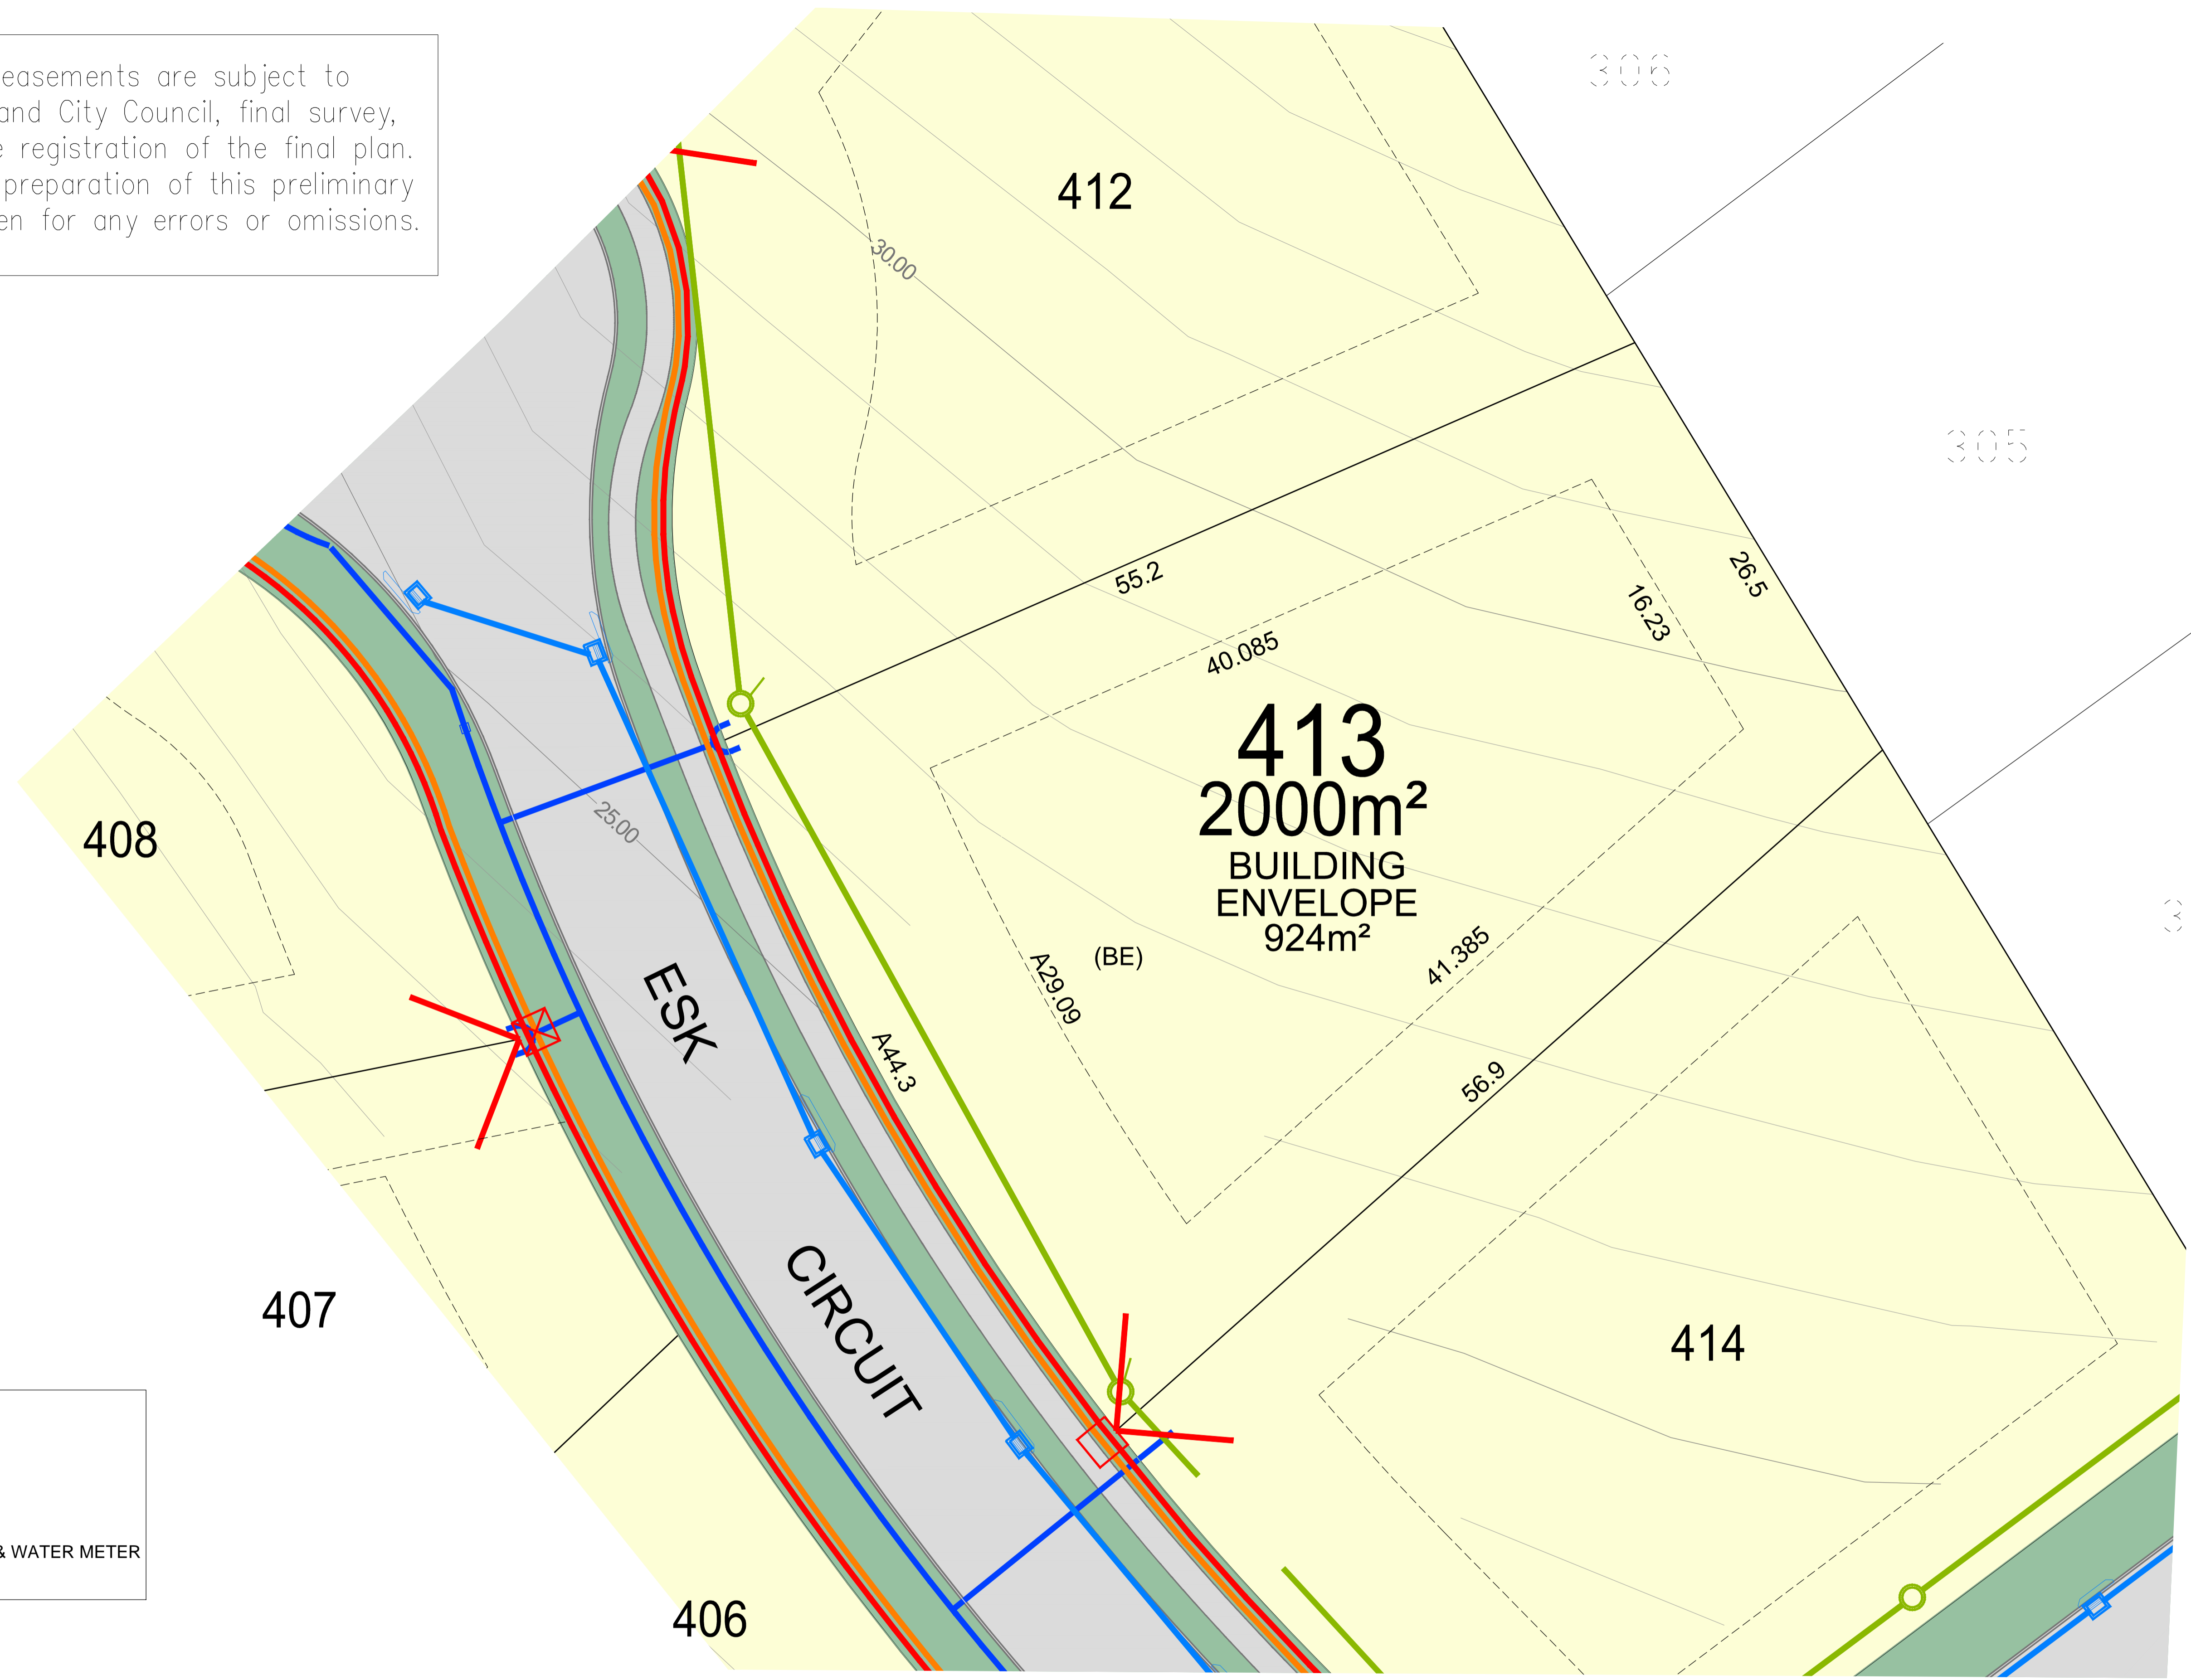 easements are subject to
and City Council, final survey,
registration of the final plan.
preparation of this preliminary
for any errors or omissions.
306
412
30.00
305
55.2
26.5
16.23
40.085
413
2000m²
BUILDING
ENVELOPE
924m²
(BE)
25.00
408
A29.09
41.385
ESK
A44.3
56.9
407
CIRCUIT
414
& WATER METER
406